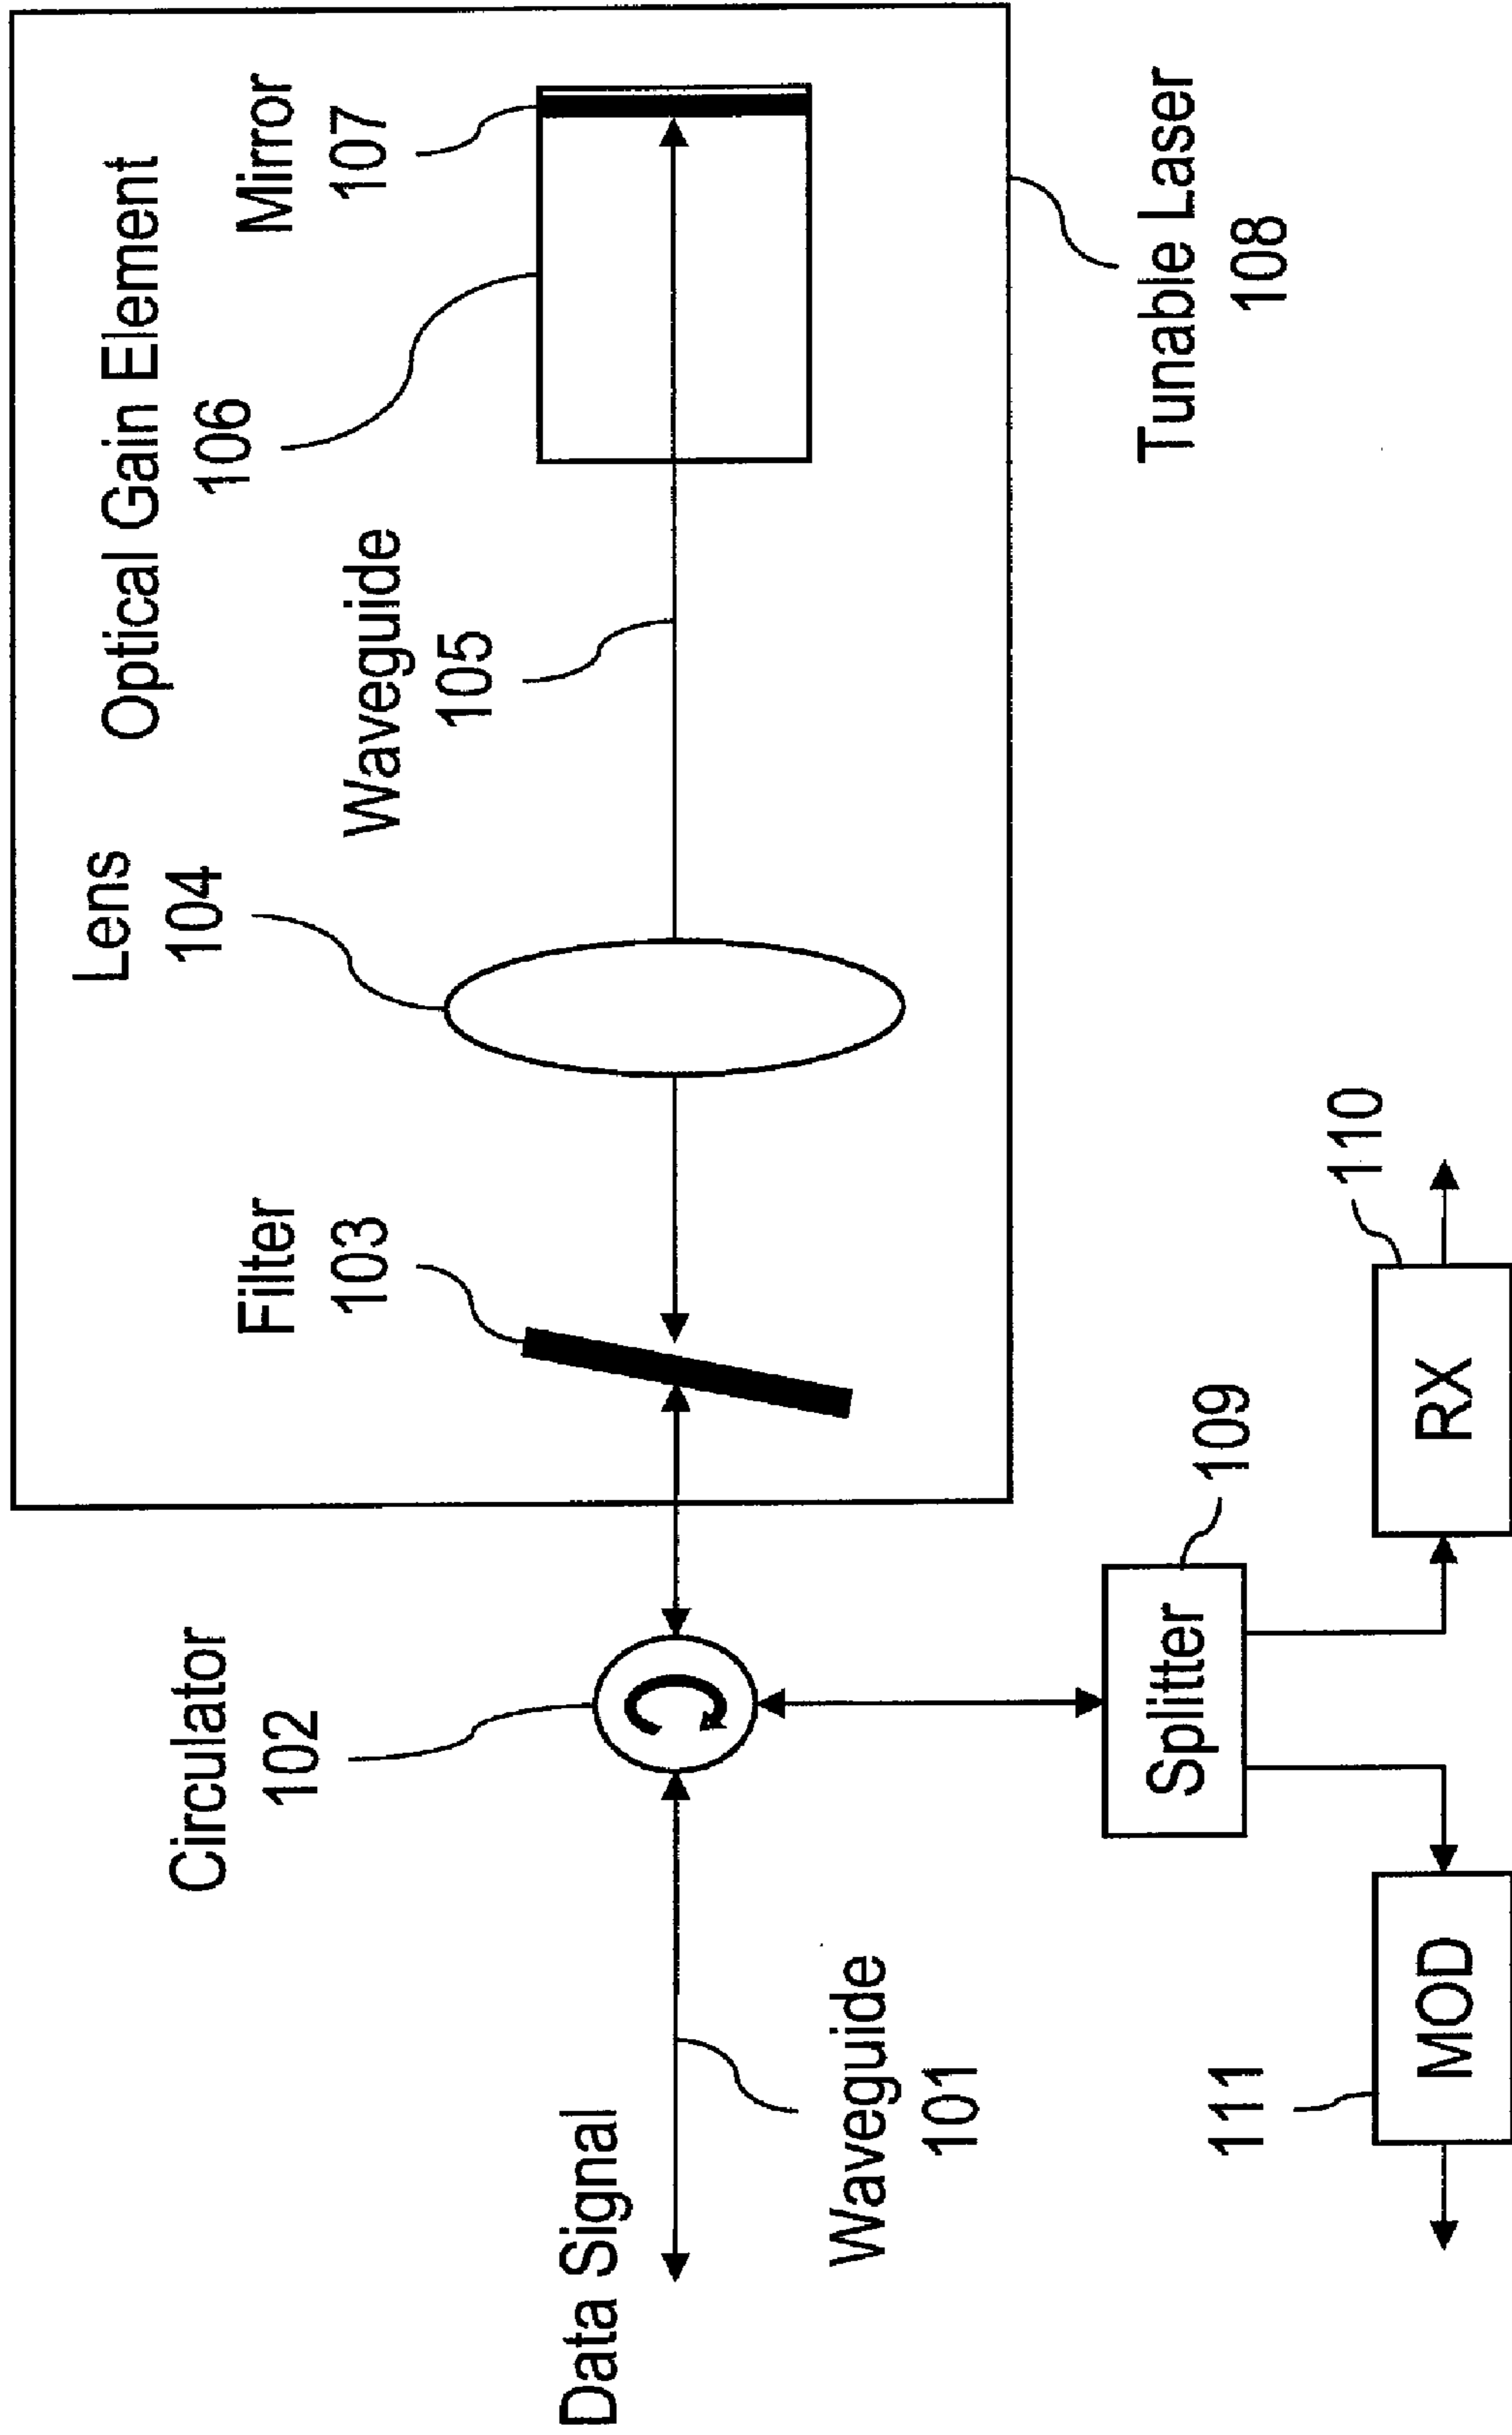 Data Signal
Waveguide
101
Circulator
102
Filter
103
Lens
104
Waveguide
105
Optical Gain Element
106
Mirror
107
Tunable Laser
108
Splitter
109
RX
110
MOD
111